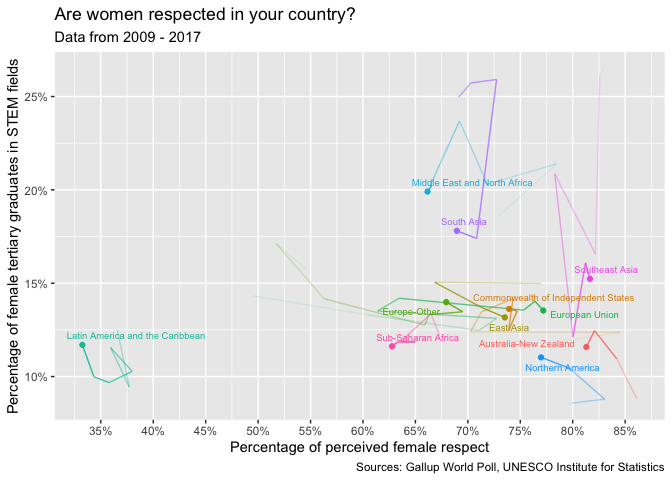 Are women respected in your country?
Data from 2009 - 2017
Percentage of female tertiary graduates in STEM fields
25%
20%
15%
10%
Middle East and North Africa
South Asia
Southeast Asia
Commonwealth of Independent States
Europe-Other
European Union
East Asia
Latin America and the Caribbean
Sub-Saharan Africa
Australia-New Zealand
Northern America
35%
40%
45%
50%
55%
60%
65%
70%
75%
80%
85%
Percentage of perceived female respect
Sources: Gallup World Poll, UNESCO Institute for Statistics